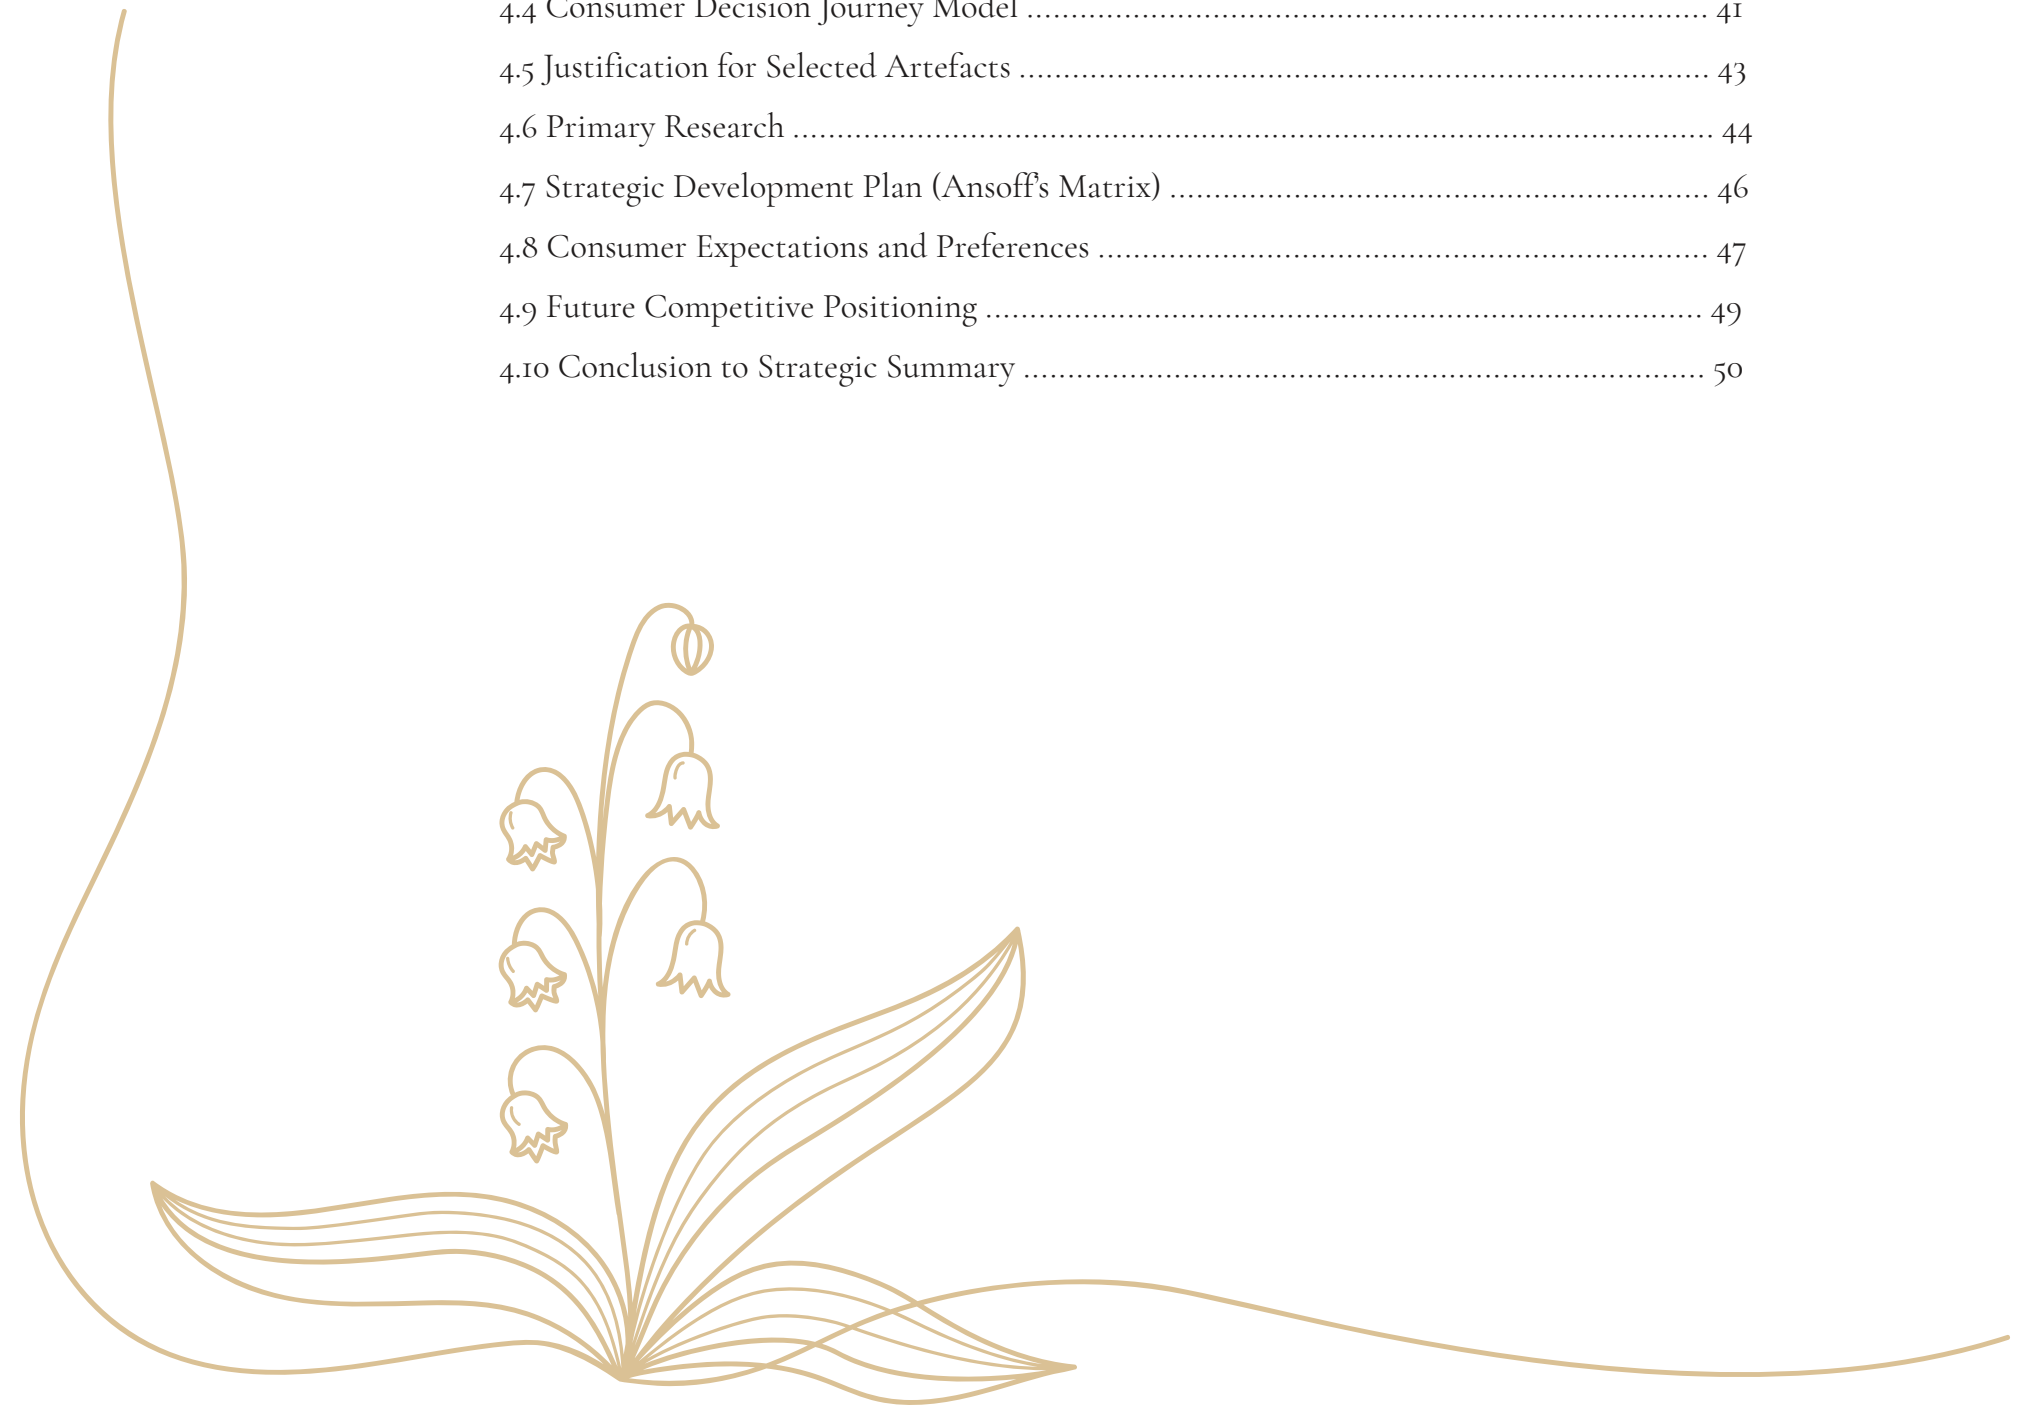 4.4 Consumer Decision Journey Model ........................................................................................ 41
4.5 Justification for Selected Artefacts ........................................................................................ 43
4.6 Primary Research ........................................................................................ 44
4.7 Strategic Development Plan (Ansoff's Matrix) ........................................................................................ 46
4.8 Consumer Expectations and Preferences ........................................................................................ 47
4.9 Future Competitive Positioning ........................................................................................ 49
4.10 Conclusion to Strategic Summary ........................................................................................ 50